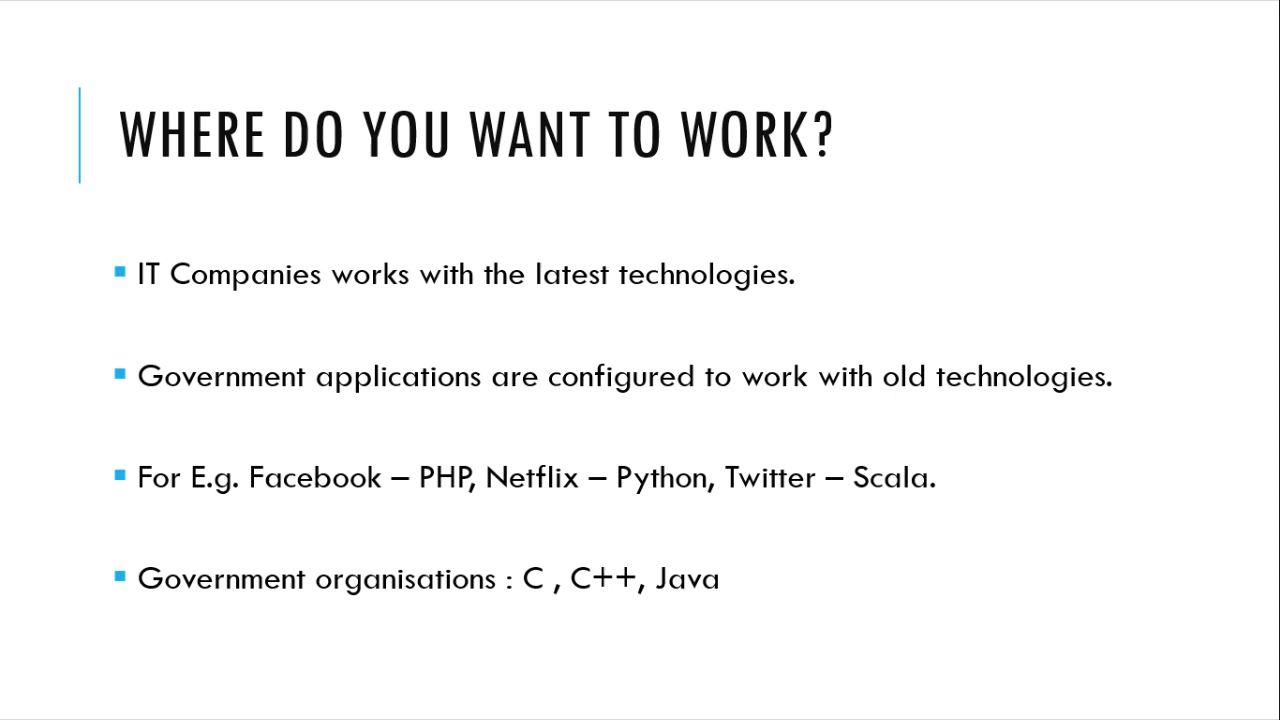 WHERE DO YOU WANT TO WORK?
IT Companies works with the latest technologies.
Government applications are configured to work with old technologies.
For E.g. Facebook – PHP, Netflix – Python, Twitter – Scala.
Government organisations : C , C++, Java